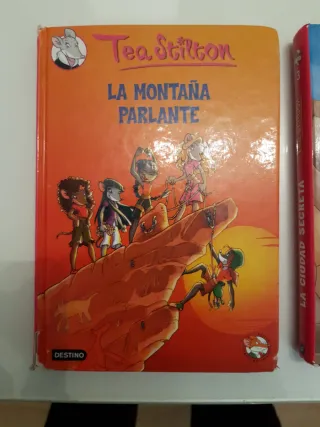 Tea Stilton
LA MONTAÑA
PARLANTE
DESTINO
LA CIUDAD SECRETA